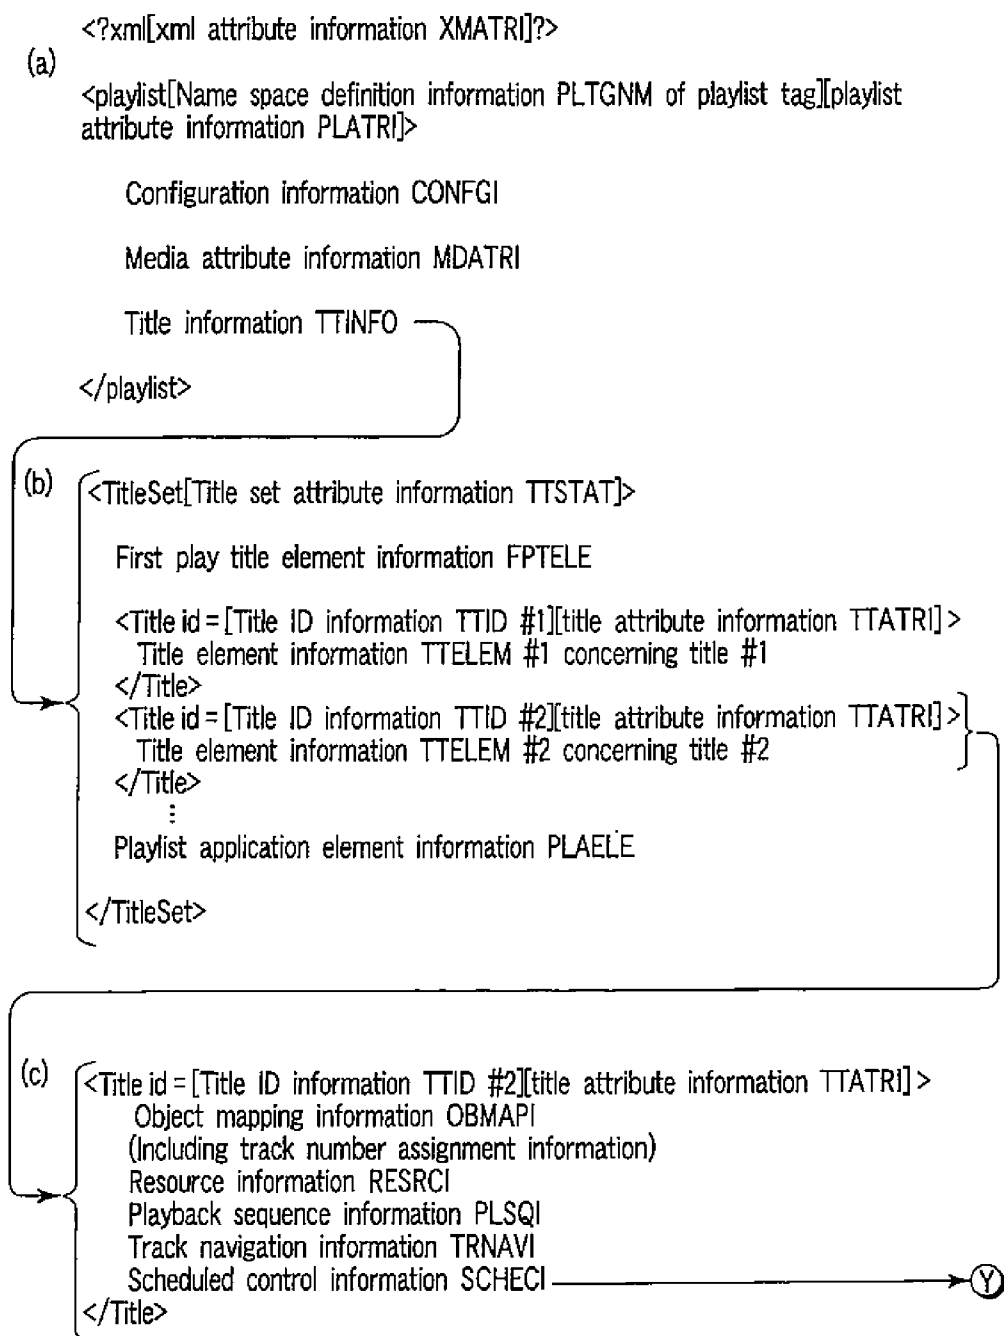 <?xml[xml attribute information XMATRI]?>
(a)
<playlist[Name space definition information PLTGNM of playlist tag][playlist
attribute information PLATRI]>
Configuration information CONFGI
Media attribute information MDATRI
Title information TTINFO
</playlist>
(b)
<TitleSet[Title set attribute information TTSTAT]>
First play title element information FPTELE
<Title id=[Title ID information TTID #1][title attribute information TTATRI]>
Title element information TTELEM #1 concerning title #1
</Title>
<Title id=[Title ID information TTID #2][title attribute information TTATRI]>
Title element information TTELEM #2 concerning title #2
</Title>
⋮
Playlist application element information PLAELE
</TitleSet>
(c)
<Title id=[Title ID information TTID #2][title attribute information TTATRI]>
Object mapping information OBMAPI
(Including track number assignment information)
Resource information RESRCI
Playback sequence information PLSQI
Track navigation information TRNAVI
Scheduled control information SCHECI
Y
</Title>